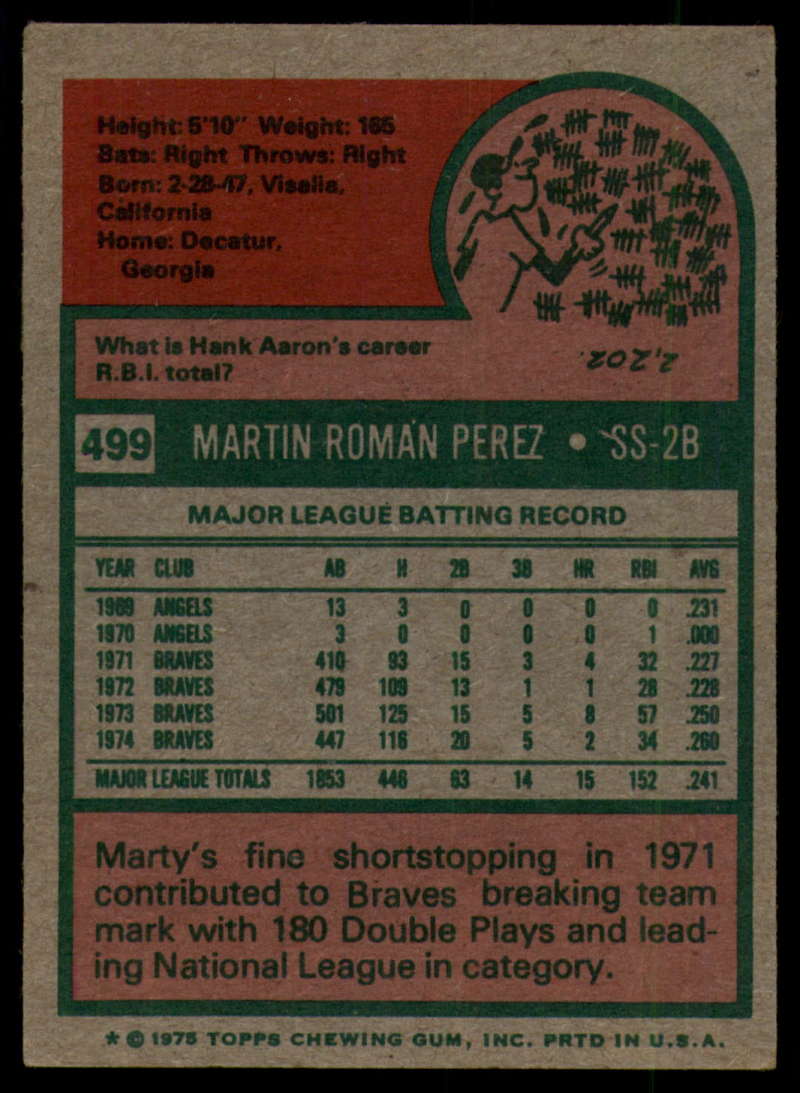 Height: 5'10" Weight: 165
Bats: Right Throws: Right
Born: 2-28-47, Visalia,
California
Home: Decatur,
Georgia
What is Hank Aaron's career
R.B.I. total?
2,202.
499 MARTIN ROMAN PEREZ • SS-2B
MAJOR LEAGUE BATTING RECORD
YEAR CLUB AB H 2B 3B HR RBI AVG
1969 ANGELS 13 3 0 0 0 0 .231
1970 ANGELS 3 0 0 0 0 1 .000
1971 BRAVES 410 93 15 3 4 32 .227
1972 BRAVES 479 109 13 1 1 28 .228
1973 BRAVES 501 125 15 5 8 57 .250
1974 BRAVES 447 116 20 5 2 34 .260
MAJOR LEAGUE TOTALS 1853 446 63 14 15 152 .241
Marty's fine shortstopping in 1971
contributed to Braves breaking team
mark with 180 Double Plays and lead-
ing National League in category.
* © 1975 TOPPS CHEWING GUM, INC. PRTD IN U.S.A.